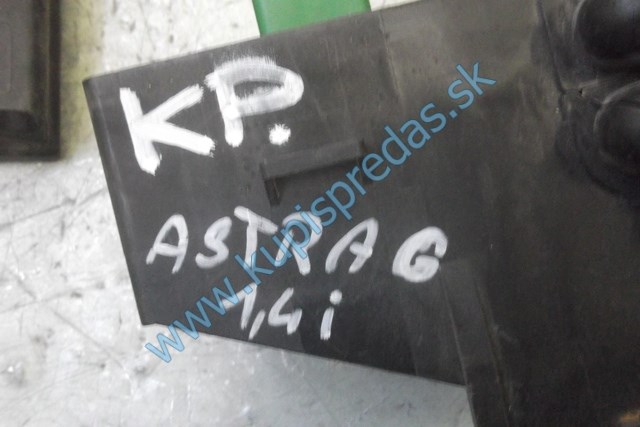 KP.
ASTRA G
1,4i
www.kupispredas.sk